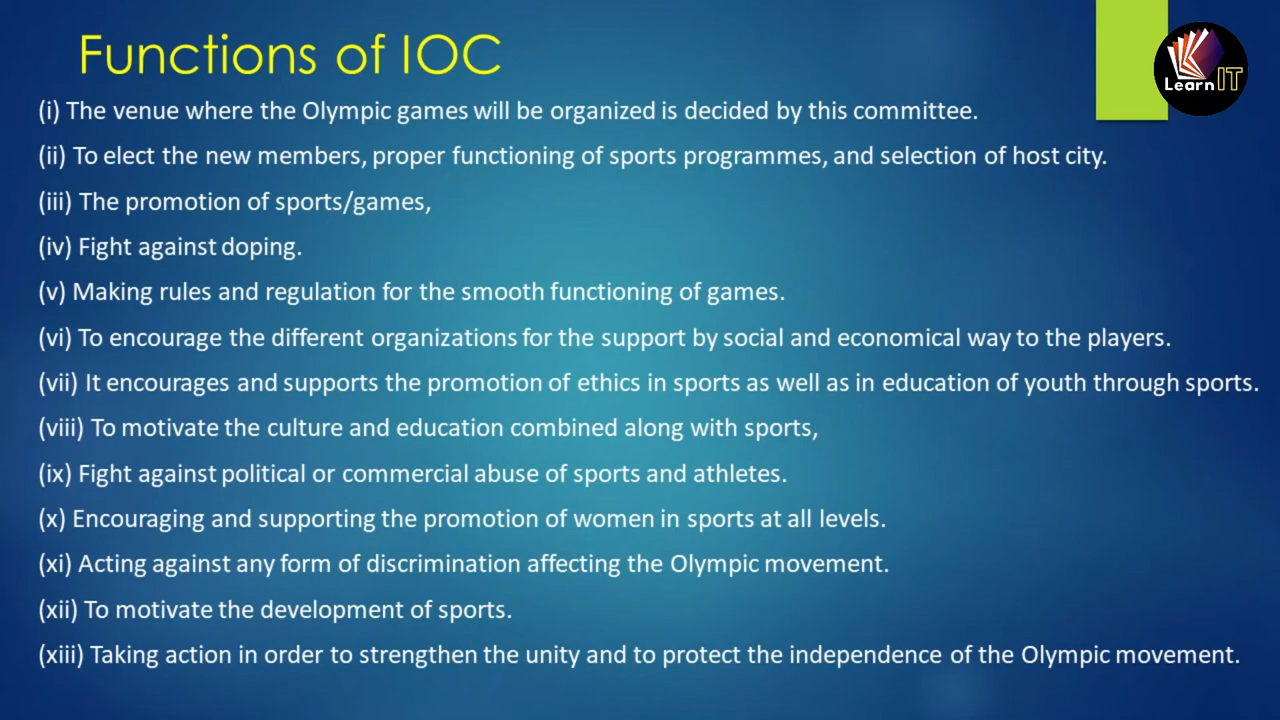 Functions of IOC
Learn IT
(i) The venue where the Olympic games will be organized is decided by this committee.
(ii) To elect the new members, proper functioning of sports programmes, and selection of host city.
(iii) The promotion of sports/games,
(iv) Fight against doping.
(v) Making rules and regulation for the smooth functioning of games.
(vi) To encourage the different organizations for the support by social and economical way to the players.
(vii) It encourages and supports the promotion of ethics in sports as well as in education of youth through sports.
(viii) To motivate the culture and education combined along with sports,
(ix) Fight against political or commercial abuse of sports and athletes.
(x) Encouraging and supporting the promotion of women in sports at all levels.
(xi) Acting against any form of discrimination affecting the Olympic movement.
(xii) To motivate the development of sports.
(xiii) Taking action in order to strengthen the unity and to protect the independence of the Olympic movement.